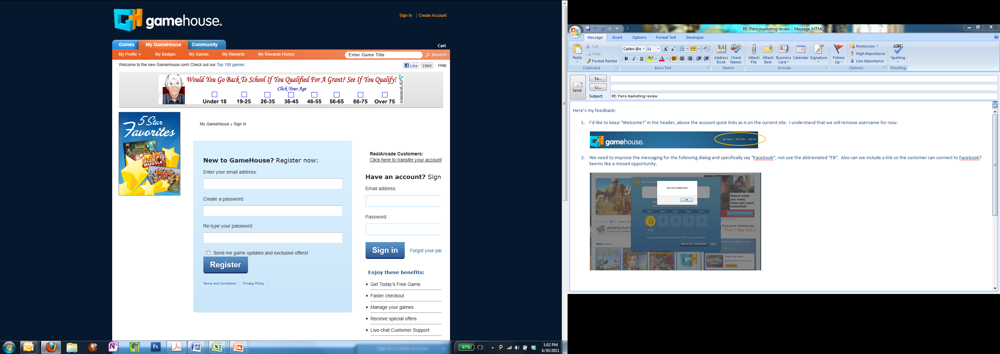 gamehouse.
Sign In | Create Account
Games
My GameHouse
Community
Cart
My Profile
My Badges
My Games
My Rewards
My Rewards History
Enter Game Title
Search
Welcome to the new GameHouse.com! Check out our Top 100 games.
Like
186K
Help
Would You Go Back To School If You Qualified For A Grant? See If You Qualify!
Click Your Age
Under 18
19-25
26-35
36-45
46-55
56-65
66-75
Over 75
classesUSA
5 Star
Favorites
My GameHouse » Sign In
New to GameHouse? Register now:
Enter your email address:
Create a password:
Re-type your password:
Send me game updates and exclusive offers!
Register
Terms and Conditions
Privacy Policy
RealArcade Customers:
Click here to transfer your account
Have an account? Sign
Email address:
Password:
Sign in
Forgot your pas
Enjoy these benefits:
• Get Today's Free Game
• Faster checkout
• Manage your games
• Receive special offers
• Live-chat Customer Support
97%
1:02 PM
6/30/2011
RE: Fiero marketing review - Message (HTML)
Message
Insert
Options
Format Text
Developer
Paste
Cut
Copy
Format Painter
Clipboard
Calibri (Bo
11
B I U
Basic Text
Address Book
Check Names
Names
Attach File
Attach Item
Business Card
Calendar
Signature
Include
Follow Up
Permission
High Importance
Low Importance
Options
ABC
Spelling
Proofing
Send
To...
Cc...
Subject:
RE: Fiero marketing review
Here's my feedback:
1. I'd like to keep “Welcome!” in the header, above the account quick links as is on the current site. I understand that we will remove username for now.
gamehouse.
My Games | My Profile | Sign out
2. We need to improve the messaging for the following dialog and specifically say “Facebook”, not use the abbreviated “FB”. Also can we include a link so the customer can connect to Facebook?
Seems like a missed opportunity.
NOT FB CONNECTED
OK
Earn special rewards for even longer streaks.
Day 1
Day 2
Day 3
Day 4
Day 5
G
?
?
?
?
+15
Tell your friends and share some FREE coins with them!
Share on Facebook
Skip
Watch what
you want,
when you want.
Unlimited!
Start your FREE trial
UNLIMITED PLAY
Every game. Unlimited play.
Free 7-day trial »
New Games
Today's Free Game
Mahjongg Dimensions Deluxe